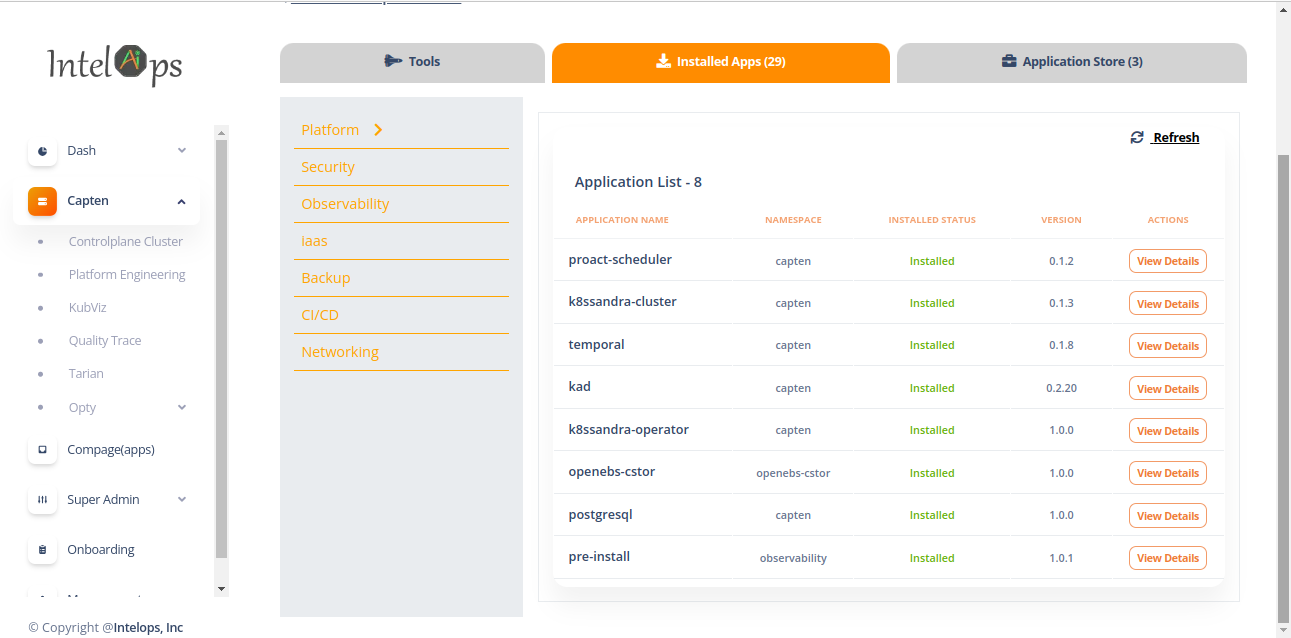 IntelAiOps
Dash
Capten
Controlplane Cluster
Platform Engineering
KubViz
Quality Trace
Tarian
Opty
Compage(apps)
Super Admin
Onboarding
© Copyright @Intelops, Inc
Tools
Installed Apps (29)
Application Store (3)
Platform
Security
Observability
Iaas
Backup
CI/CD
Networking
Refresh
Application List - 8
APPLICATION NAME NAMESPACE INSTALLED STATUS VERSION ACTIONS
proact-scheduler capten Installed 0.1.2 View Details
k8ssandra-cluster capten Installed 0.1.3 View Details
temporal capten Installed 0.1.8 View Details
kad capten Installed 0.2.20 View Details
k8ssandra-operator capten Installed 1.0.0 View Details
openebs-cstor openebs-cstor Installed 1.0.0 View Details
postgresql capten Installed 1.0.0 View Details
pre-install observability Installed 1.0.1 View Details